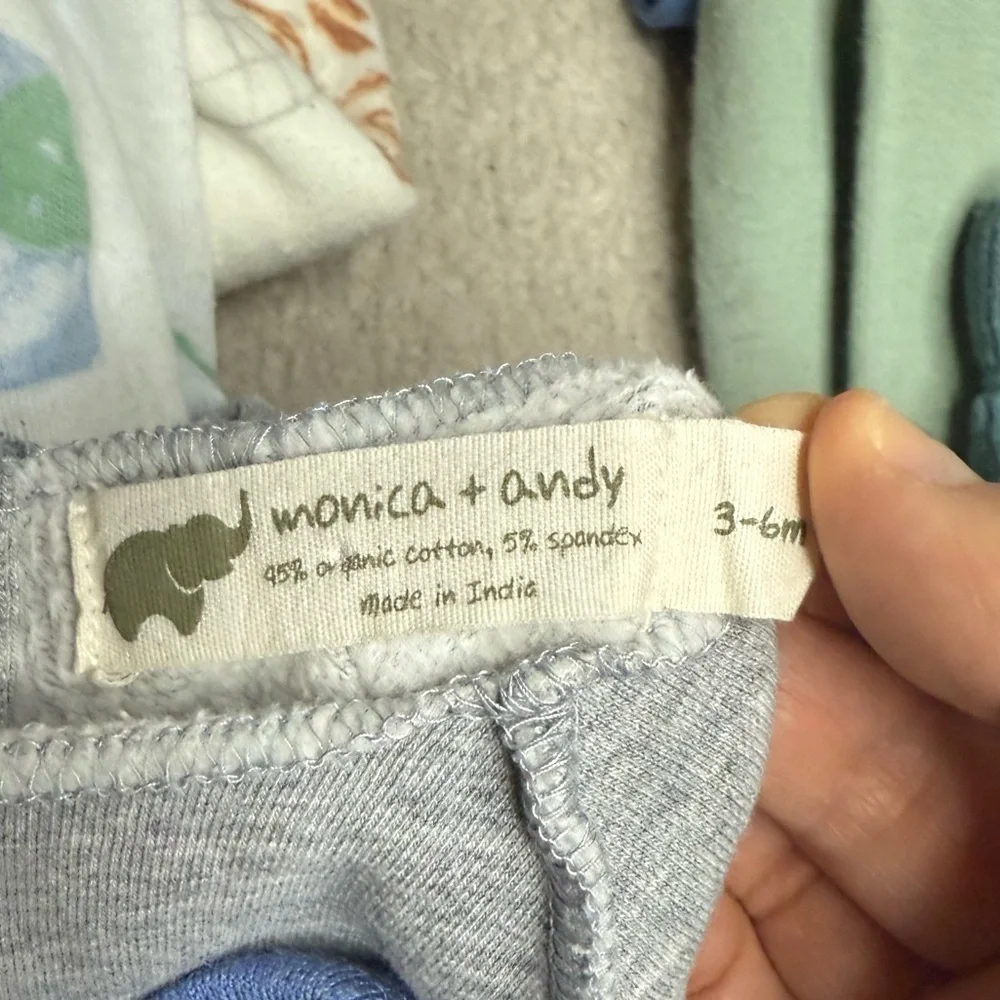 monica + andy
95% organic cotton, 5% spandex
made in India
3-6m